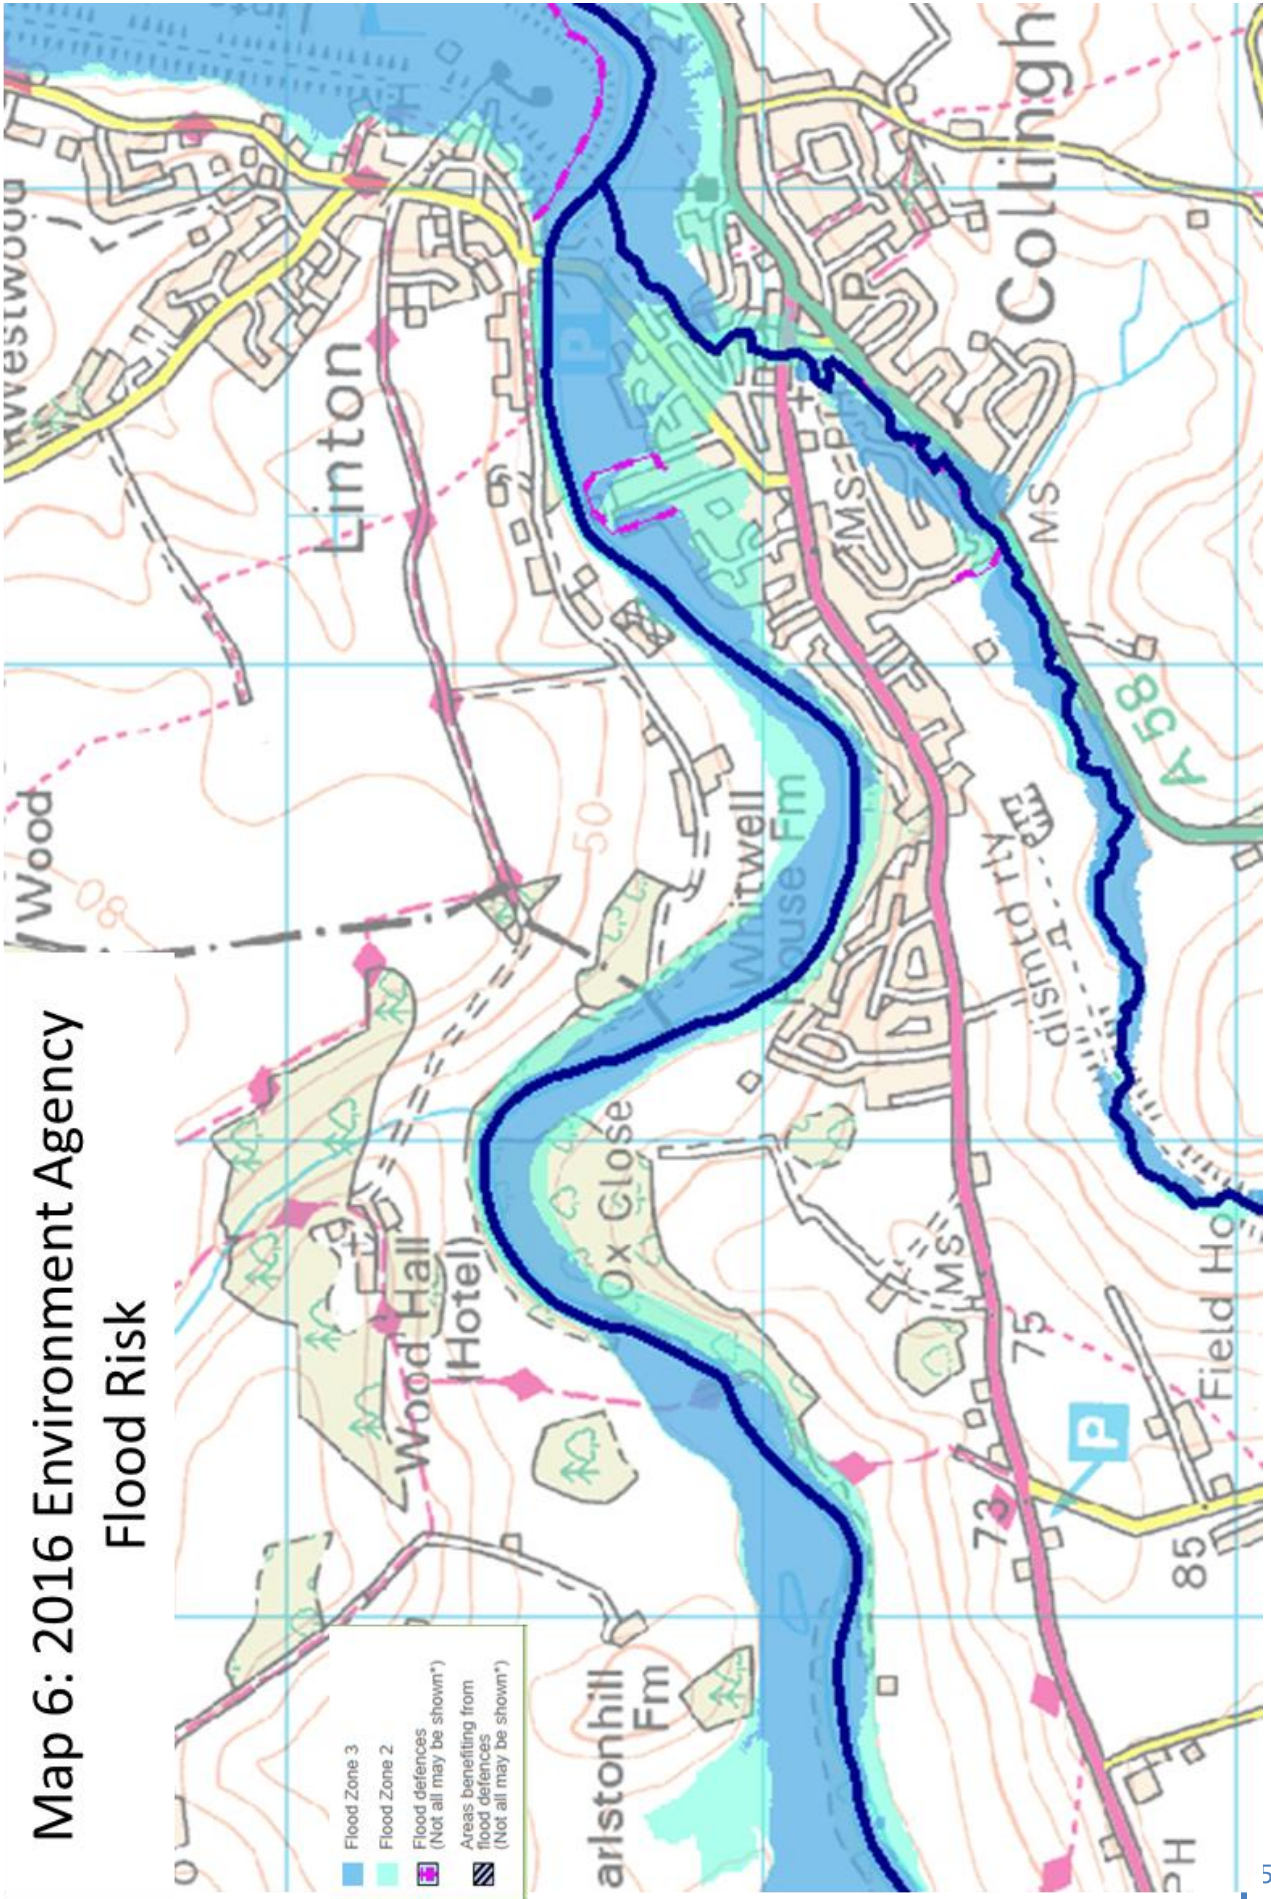 Map 6: 2016 Environment Agency
Flood Risk
Flood Zone 3
Flood Zone 2
Flood defences
(Not all may be shown*)
Areas benefiting from
flood defences
(Not all may be shown*)
Wood
80
50
Linton
Collingh
PH
P
MS
PH
MS
A 58
Whitwell
House Fm
dismtd rly
Ox Close
Wood Hall
(Hotel)
MS
75
73
P
85
Field Ho
arlstonhill
Fm
PH
5